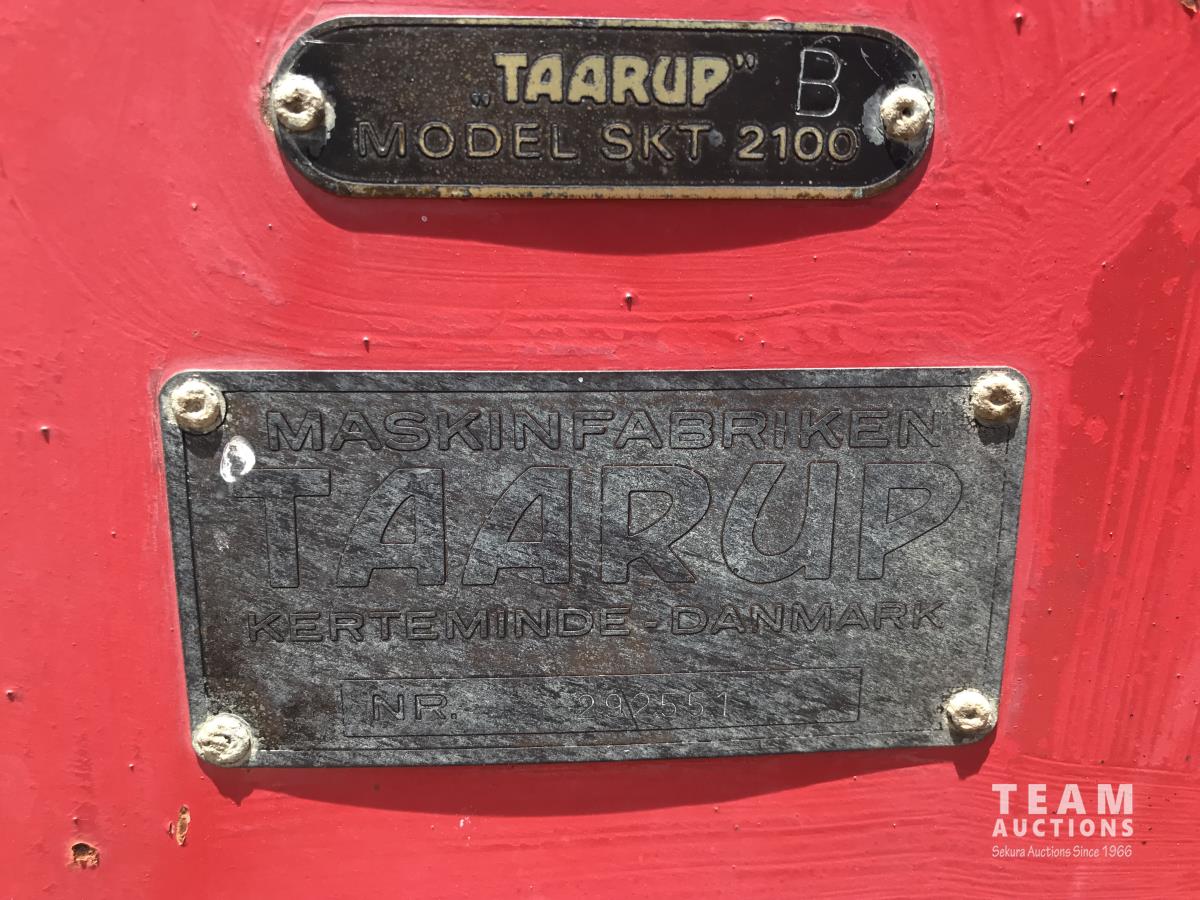 „TAARUP" B
MODEL SKT 2100
MASKINFABRIKEN
TAARUP
KERTEMINDE - DANMARK
NR. 292551
TEAM
AUCTIONS
Sekura Auctions Since 1966